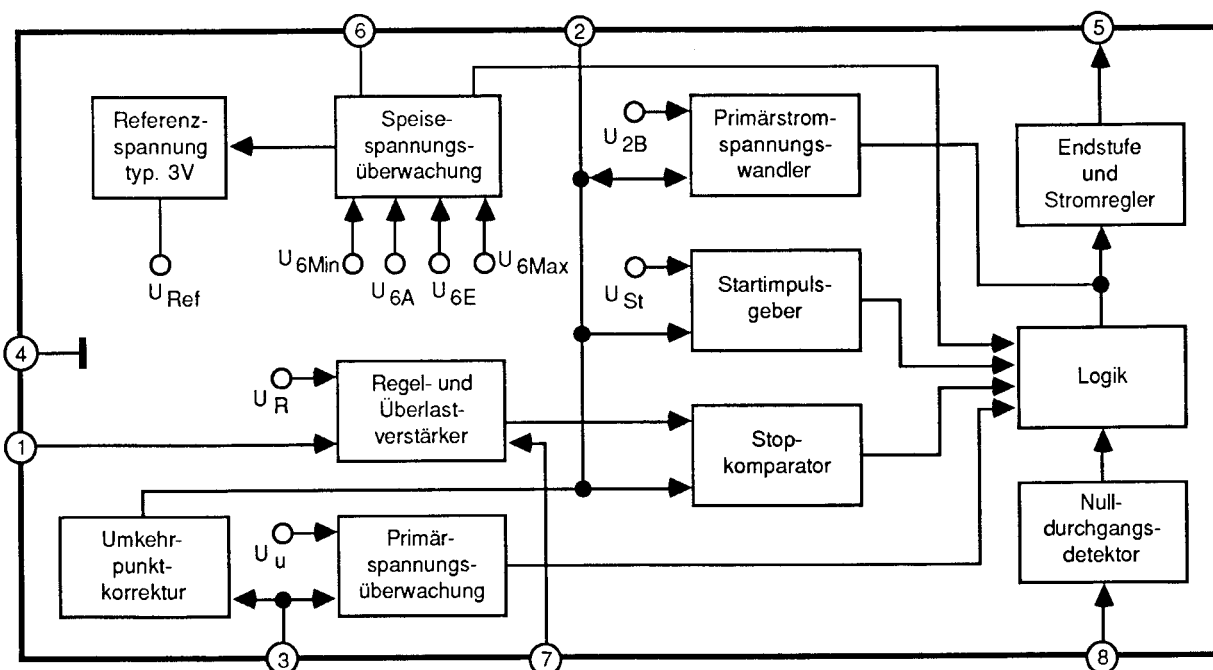 6
2
5
Referenz-
spannung
typ. 3V
U Ref
Speise-
spannungs-
überwachung
U 6Min
U 6A
U 6E
U 6Max
U 2B
Primärstrom-
spannungs-
wandler
Endstufe
und
Stromregler
U St
Startimpuls-
geber
4
U R
Regel- und
Überlast-
verstärker
Logik
1
Stop-
komparator
Umkehr-
punkt-
korrektur
U u
Primär-
spannungs-
überwachung
Null-
durchgangs-
detektor
3
7
8